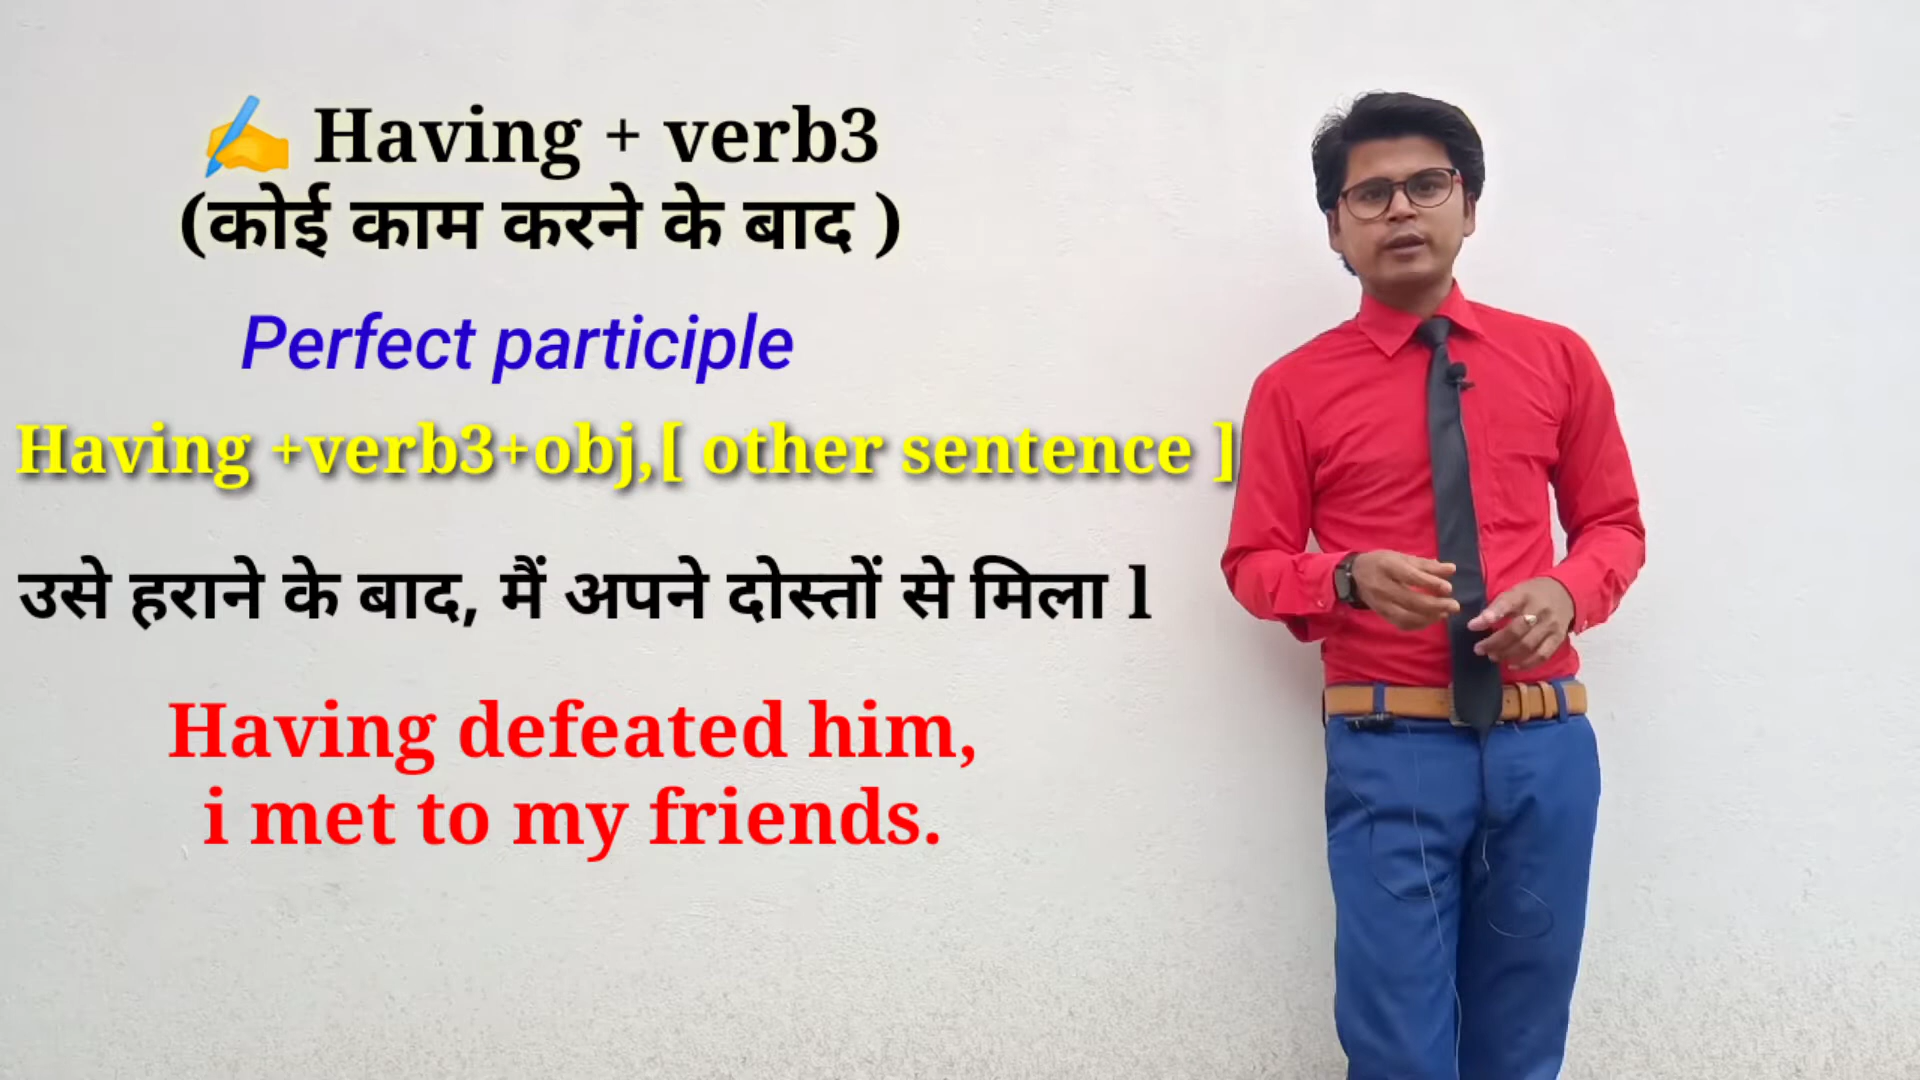 ✍ Having + verb3
(कोई काम करने के बाद )
Perfect participle
Having +verb3+obj,[ other sentence ]
उसे हराने के बाद, मैं अपने दोस्तों से मिला l
Having defeated him,
i met to my friends.